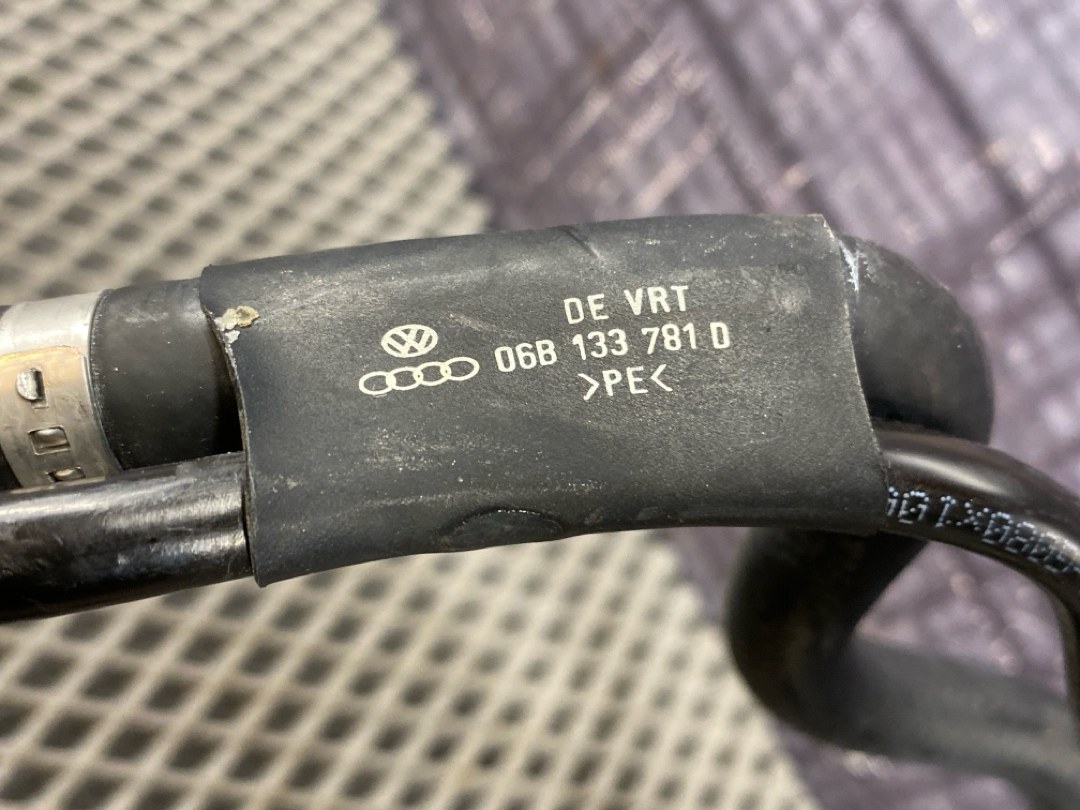 DE VRT
06B 133 781 D
>PE<